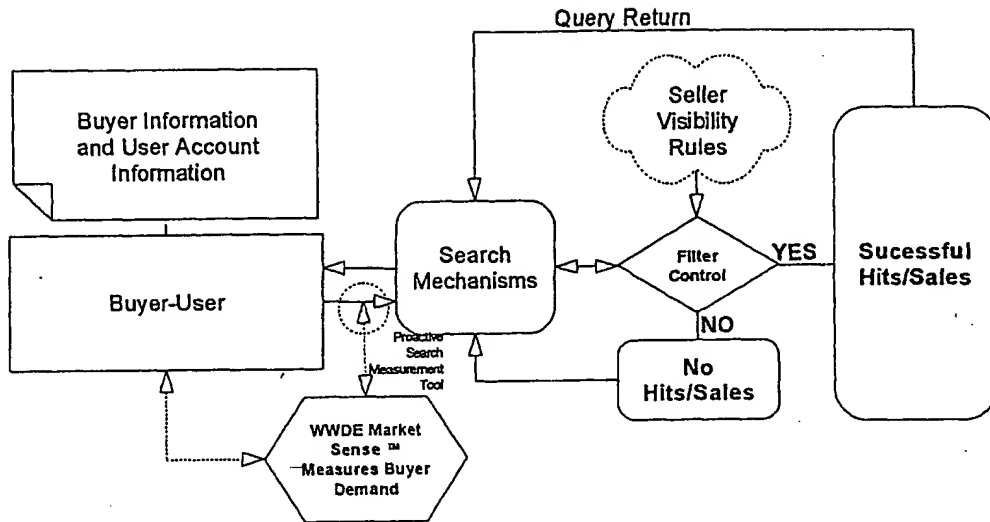 Query Return
Buyer Information
and User Account
Information
Seller
Visibility
Rules
Buyer-User
Search
Mechanisms
Filter
Control
YES
NO
Sucessful
Hits/Sales
No
Hits/Sales
Proactive
Search
Measurement
Tool
WWDE Market
Sense ™
Measures Buyer
Demand